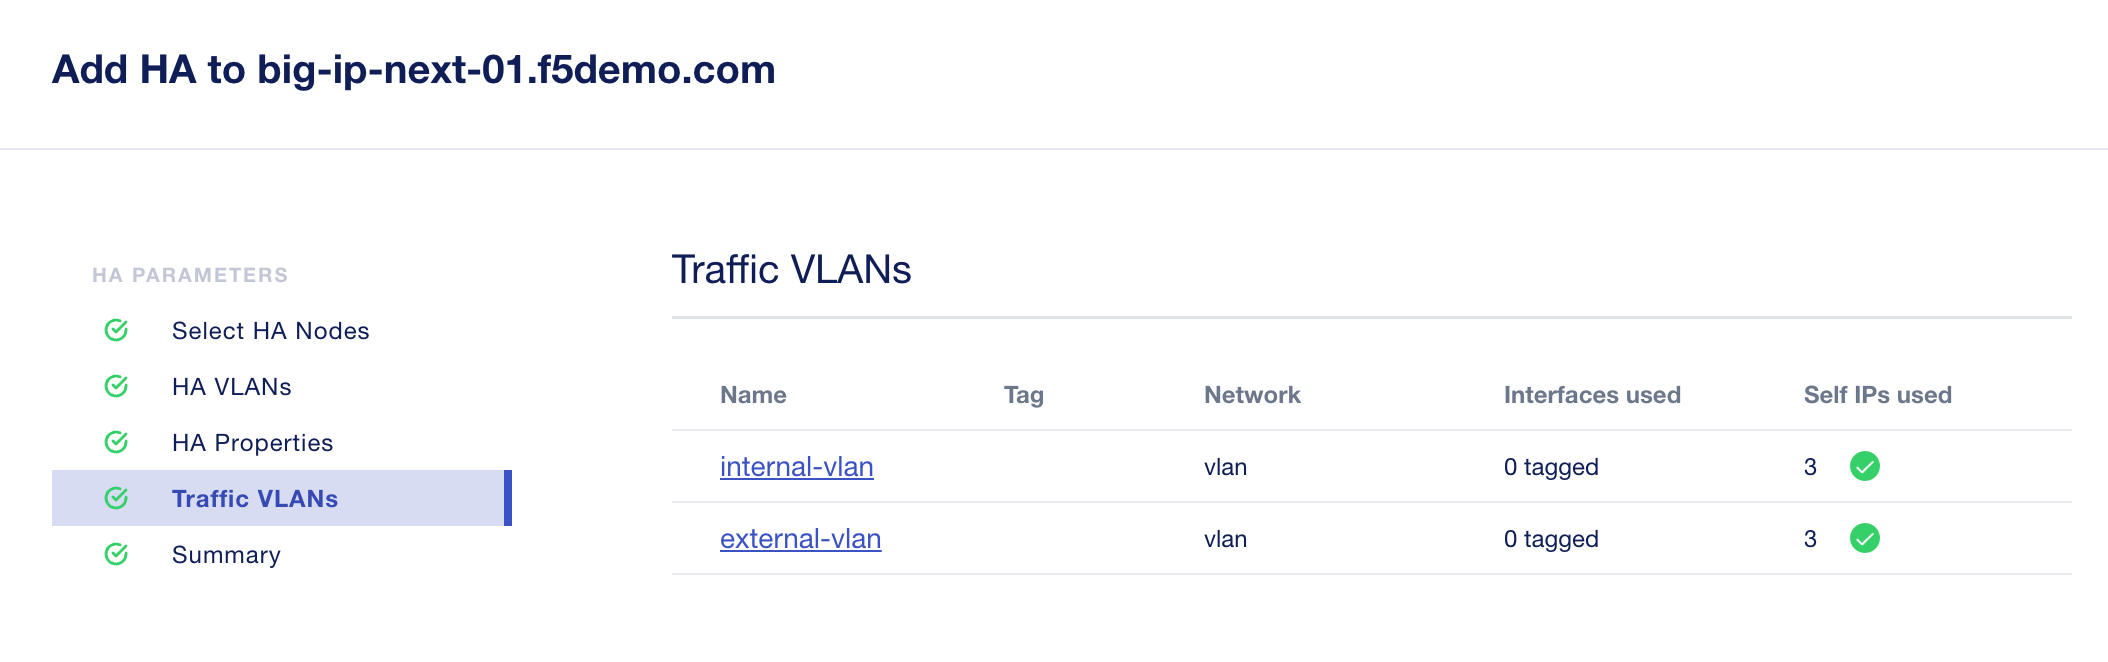 Add HA to big-ip-next-01.f5demo.com
HA PARAMETERS
Select HA Nodes
HA VLANs
HA Properties
Traffic VLANs
Summary
Traffic VLANs
Name Tag Network Interfaces used Self IPs used
internal-vlan vlan 0 tagged 3
external-vlan vlan 0 tagged 3